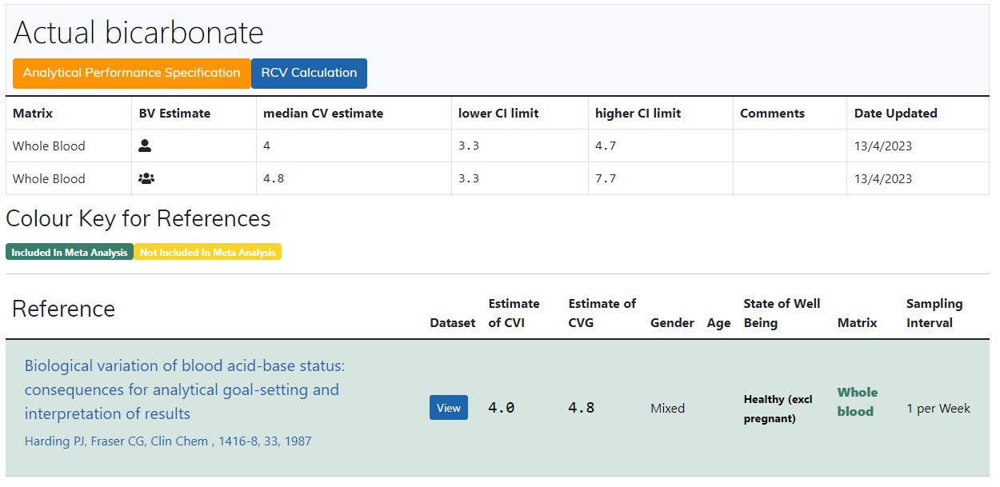 Actual bicarbonate
Analytical Performance Specification RCV Calculation
Matrix BV Estimate median CV estimate lower CI limit higher CI limit Comments Date Updated
Whole Blood 4 3.3 4.7 13/4/2023
Whole Blood 4.8 3.3 7.7 13/4/2023
Colour Key for References
Included In Meta Analysis Not Included In Meta Analysis
Reference Dataset Estimate of CVI Estimate of CVG Gender Age State of Well Being Matrix Sampling Interval
Biological variation of blood acid-base status:
consequences for analytical goal-setting and
interpretation of results
Harding PJ, Fraser CG, Clin Chem , 1416-8, 33, 1987
View 4.0 4.8 Mixed Healthy (excl pregnant) Whole blood 1 per Week